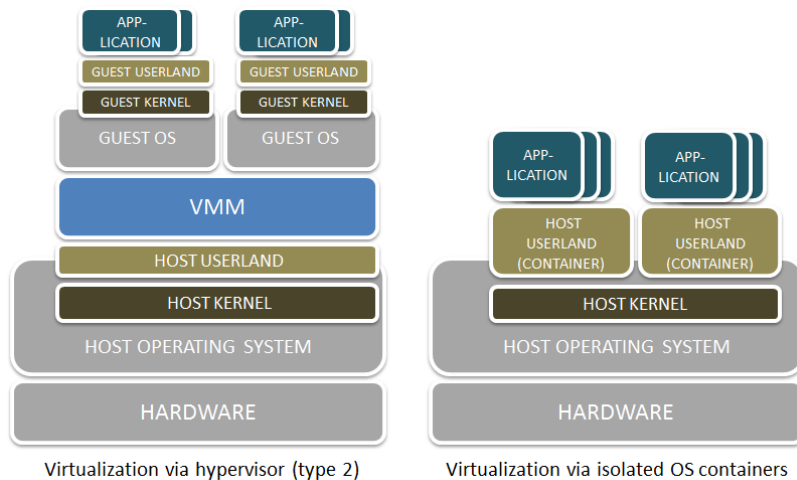 APP-
LICATION
APP-
LICATION
GUEST USERLAND
GUEST USERLAND
GUEST KERNEL
GUEST KERNEL
GUEST OS
GUEST OS
VMM
HOST USERLAND
HOST KERNEL
HOST OPERATING SYSTEM
HARDWARE
Virtualization via hypervisor (type 2)
APP-
LICATION
APP-
LICATION
HOST
USERLAND
(CONTAINER)
HOST
USERLAND
(CONTAINER)
HOST KERNEL
HOST OPERATING SYSTEM
HARDWARE
Virtualization via isolated OS containers